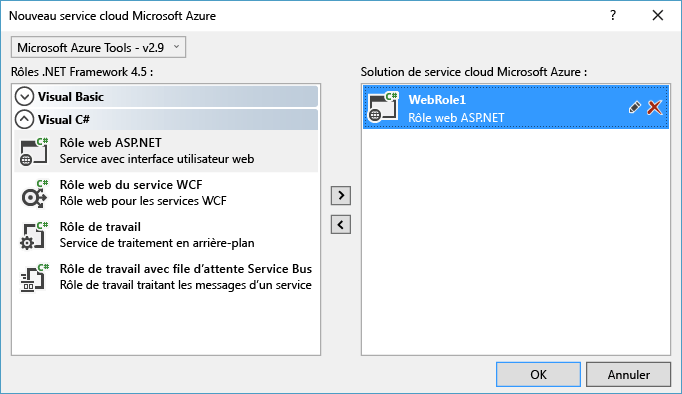 Nouveau service cloud Microsoft Azure
Microsoft Azure Tools - v2.9
Rôles .NET Framework 4.5 :
Visual Basic
Visual C#
C#
Rôle web ASP.NET
Service avec interface utilisateur web
C#
Rôle web du service WCF
Rôle web pour les services WCF
C#
Rôle de travail
Service de traitement en arrière-plan
C#
Rôle de travail avec file d'attente Service Bus
Rôle de travail traitant les messages d'un service
Solution de service cloud Microsoft Azure :
C#
WebRole1
Rôle web ASP.NET
OK
Annuler